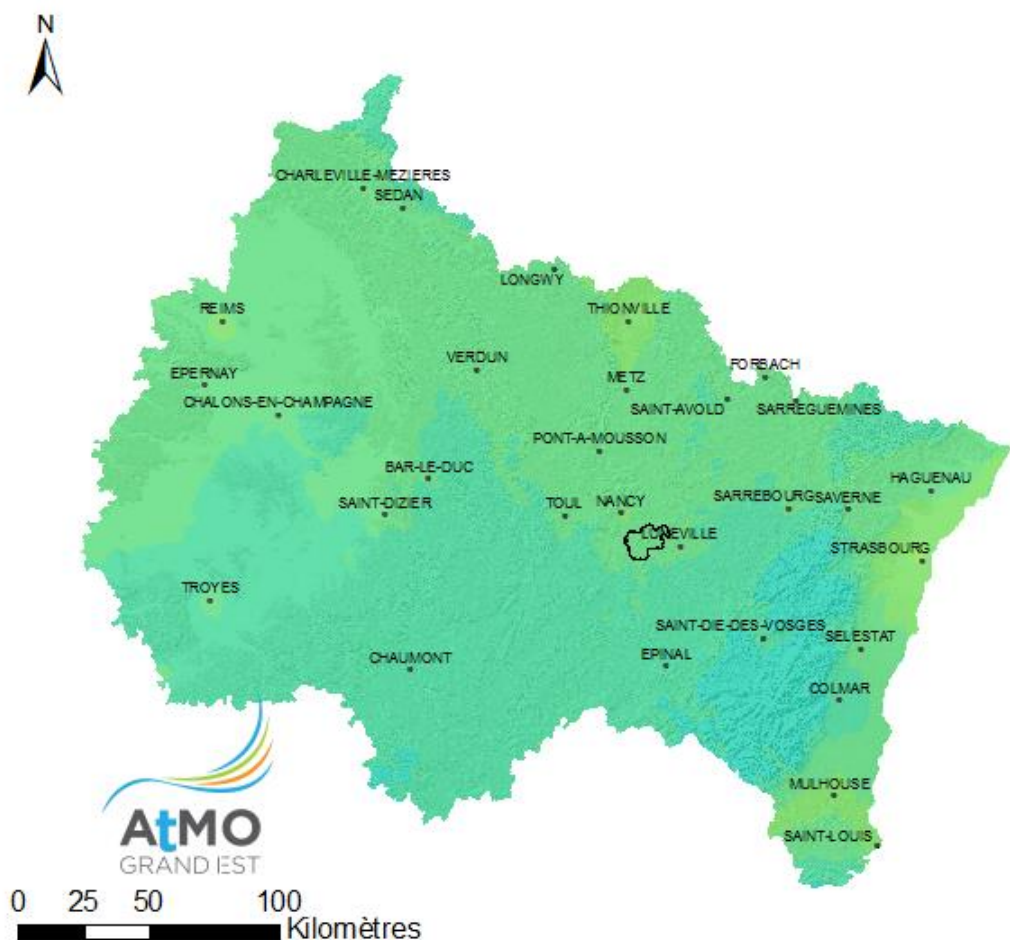 N
CHARLEVILLE-MEZIERES
SEDAN
LONGWY
REIMS
THIONVILLE
VERDUN
FORBACH
EPERNAY
METZ
CHALONS-EN-CHAMPAGNE
SAINT-AVOLD
SARREGUEMINES
PONT-A-MOUSSON
BAR-LE-DUC
HAGUENAU
SAINT-DIZIER
TOUL
NANCY
SARREBOURG
SAVERNE
LUNEVILLE
STRASBOURG
TROYES
SAINT-DIE-DES-VOSGES
SELESTAT
CHAUMONT
EPINAL
COLMAR
MULHOUSE
SAINT-LOUIS
AtMO
GRAND EST
0 25 50 100
Kilomètres